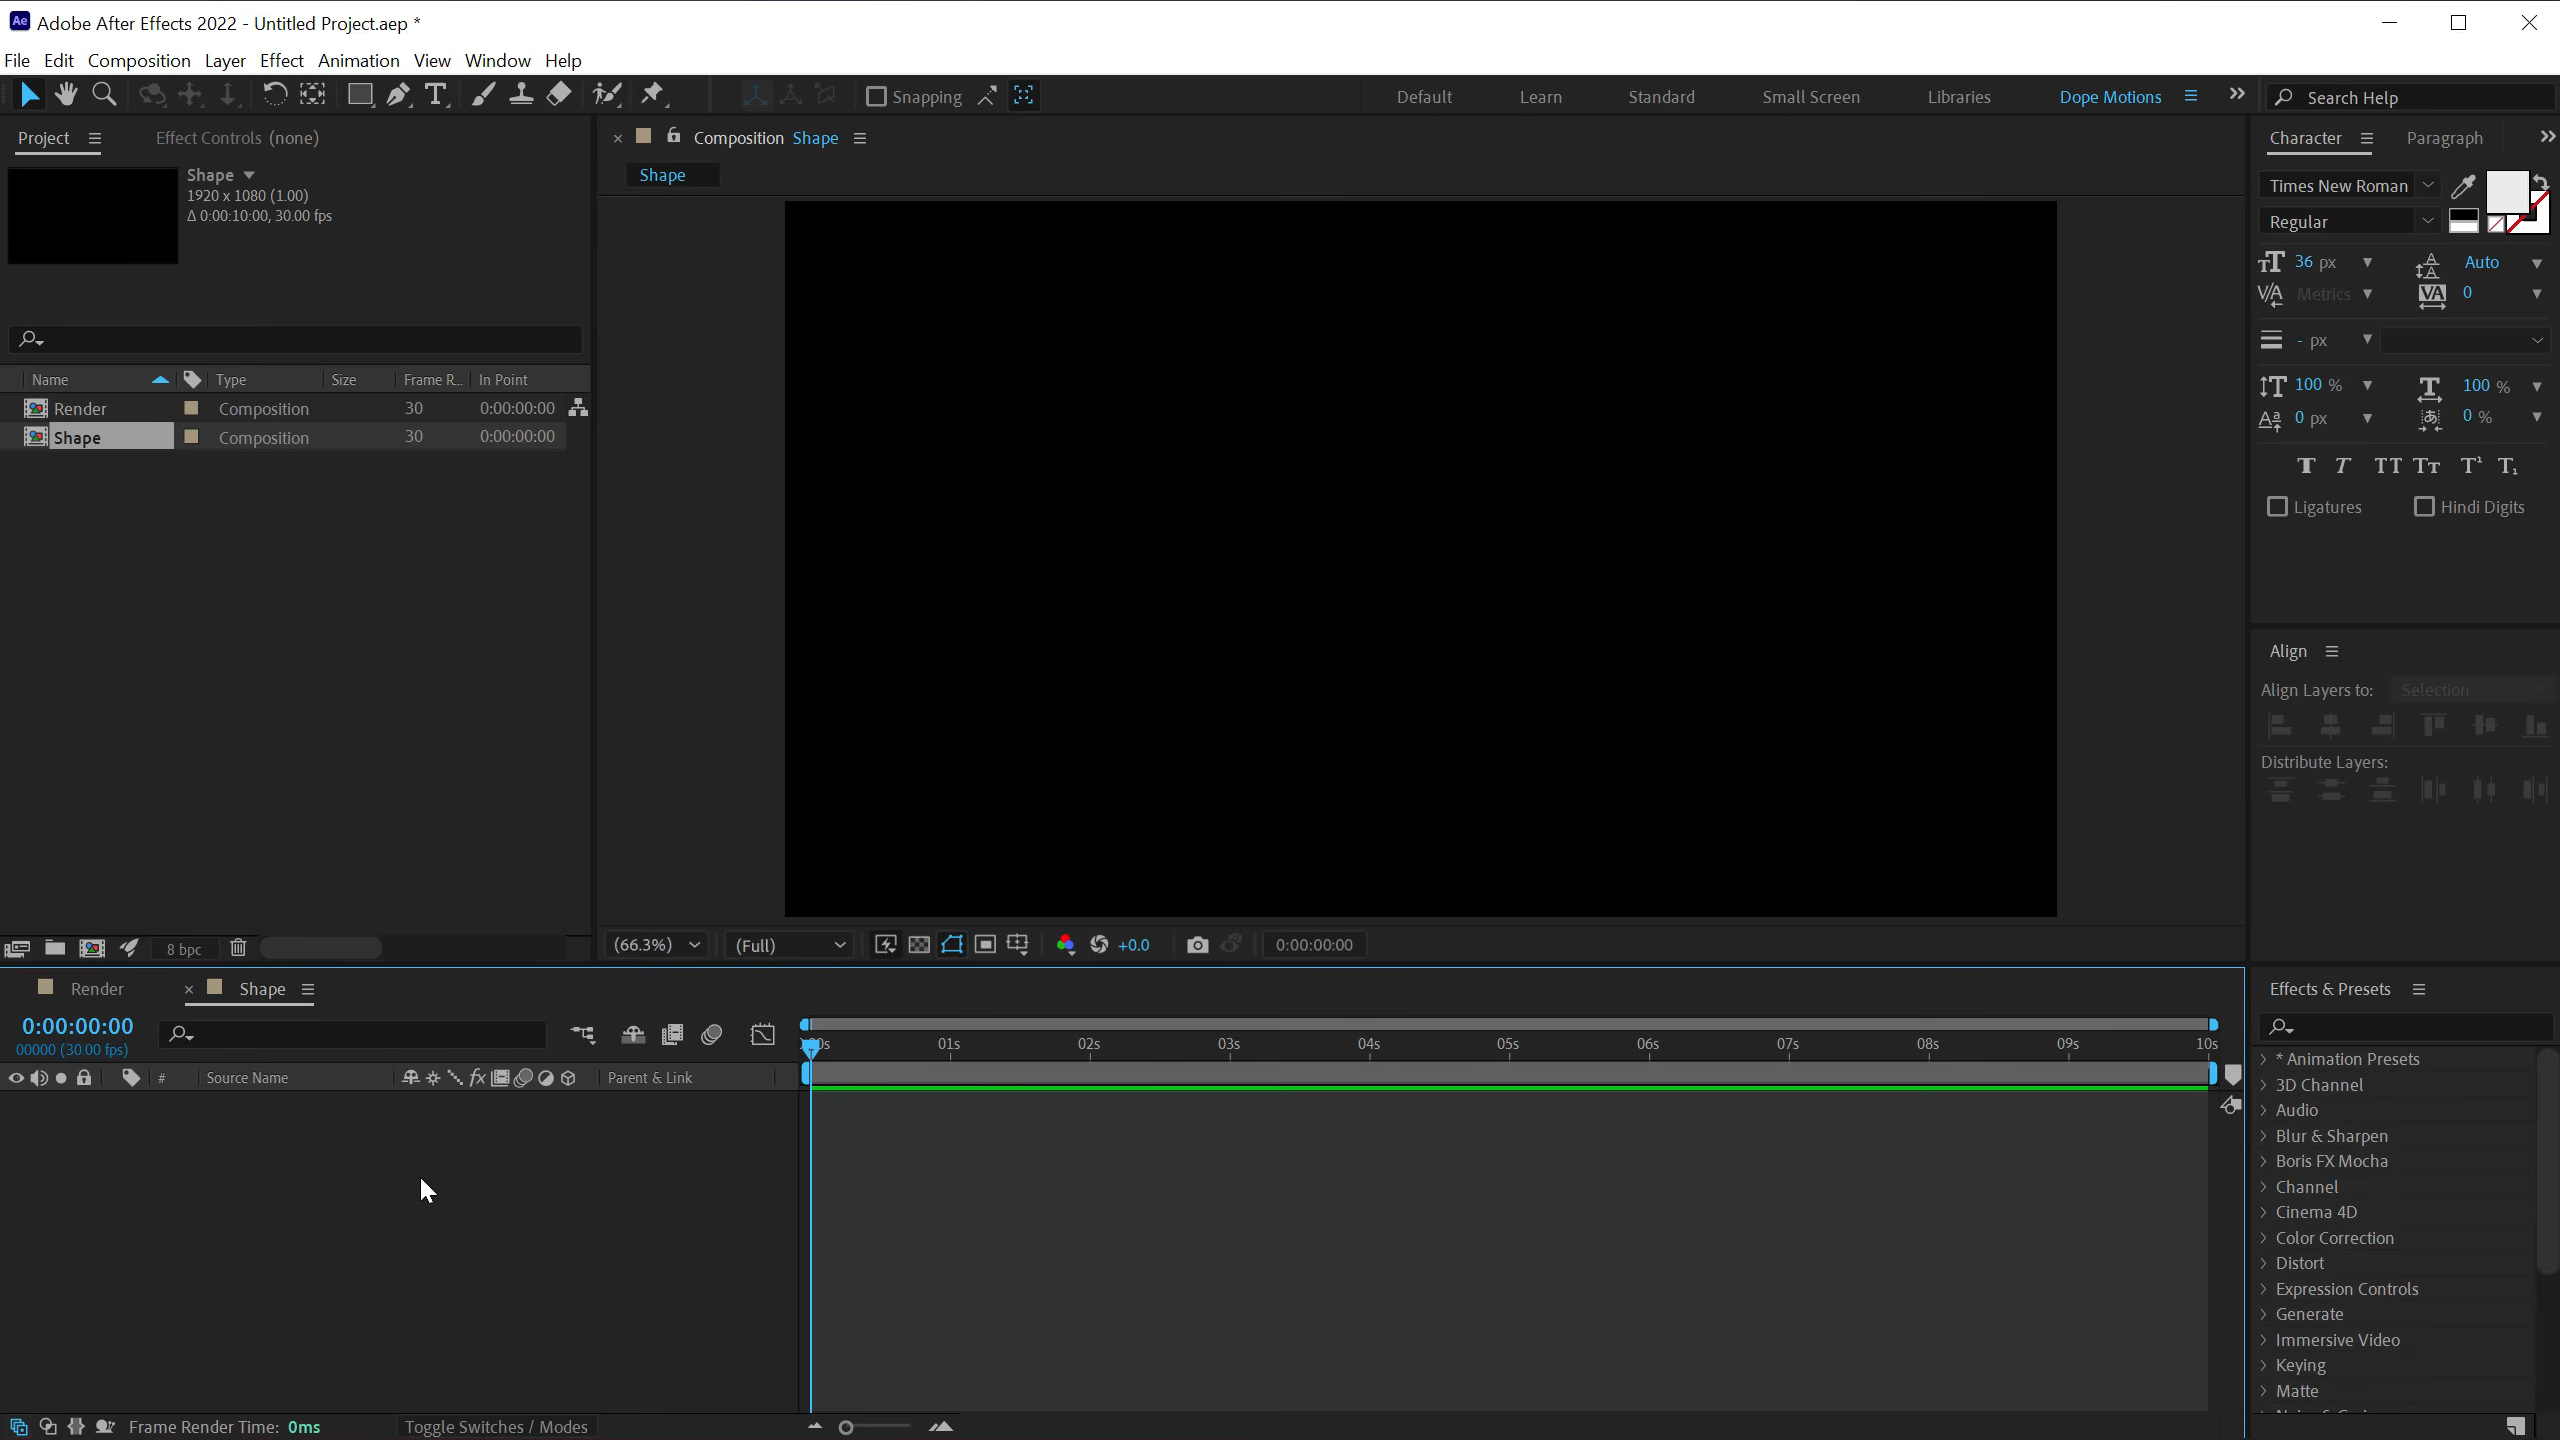 Ae Adobe After Effects 2022 - Untitled Project.aep *
File Edit Composition Layer Effect Animation View Window Help
Snapping Default Learn Standard Small Screen Libraries Dope Motions Search Help
Project Effect Controls (none)
Shape
1920 x 1080 (1.00)
Δ 0:00:10:00, 30.00 fps
Name Type Size Frame R... In Point
Render Composition 30 0:00:00:00
Shape Composition 30 0:00:00:00
8 bpc
Composition Shape
Shape
(66.3%) (Full) +0.0 0:00:00:00
Character Paragraph
Times New Roman
Regular
36 px Auto
Metrics 0
- px
100 % 100 %
0 px 0 %
T T TT Tт T¹ T₁
Ligatures Hindi Digits
Align
Align Layers to: Selection
Distribute Layers:
Render Shape
0:00:00:00
00000 (30.00 fps)
01s 02s 03s 04s 05s 06s 07s 08s 09s 10s
# Source Name fx Parent & Link
Frame Render Time: 0ms Toggle Switches / Modes
Effects & Presets
* Animation Presets
3D Channel
Audio
Blur & Sharpen
Boris FX Mocha
Channel
Cinema 4D
Color Correction
Distort
Expression Controls
Generate
Immersive Video
Keying
Matte